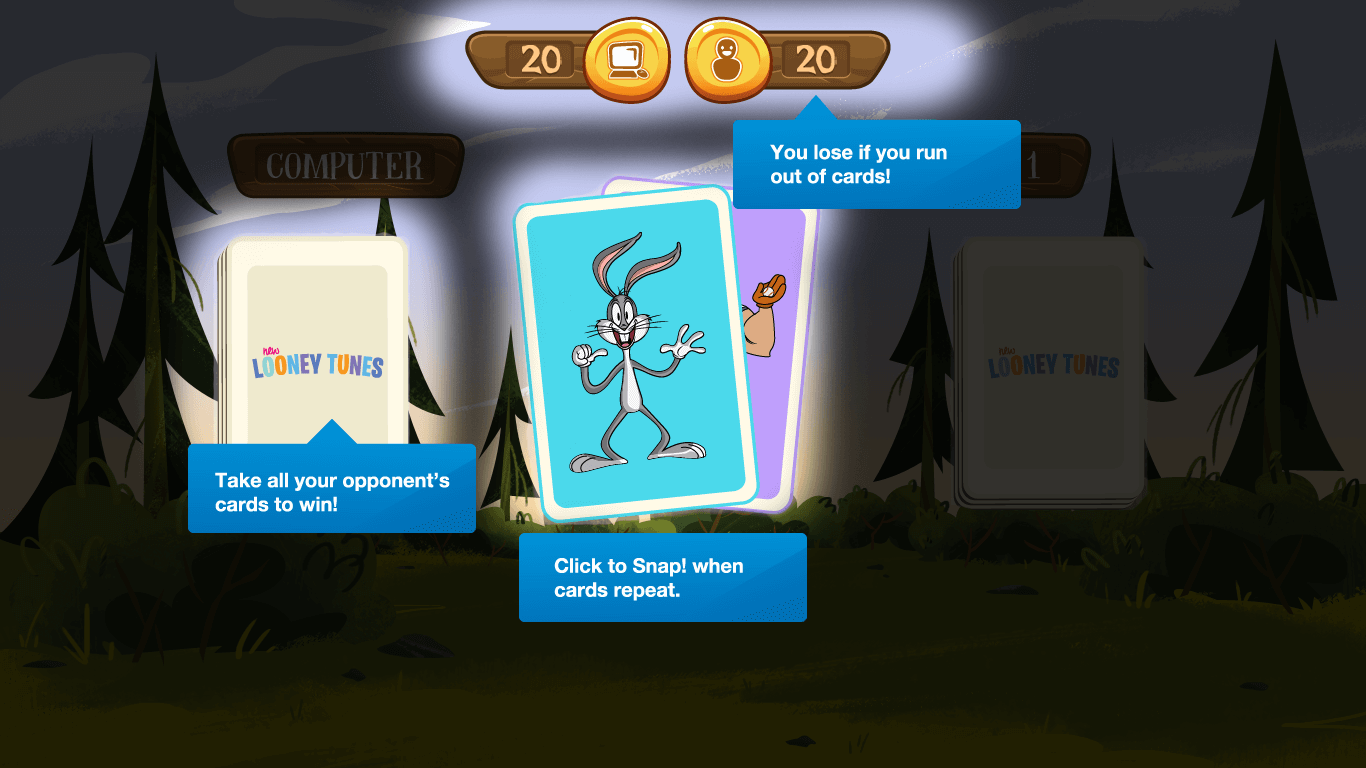 20
20
COMPUTER
1
You lose if you run
out of cards!
new
LOONEY TUNES
new
LOONEY TUNES
Take all your opponent's
cards to win!
Click to Snap! when
cards repeat.